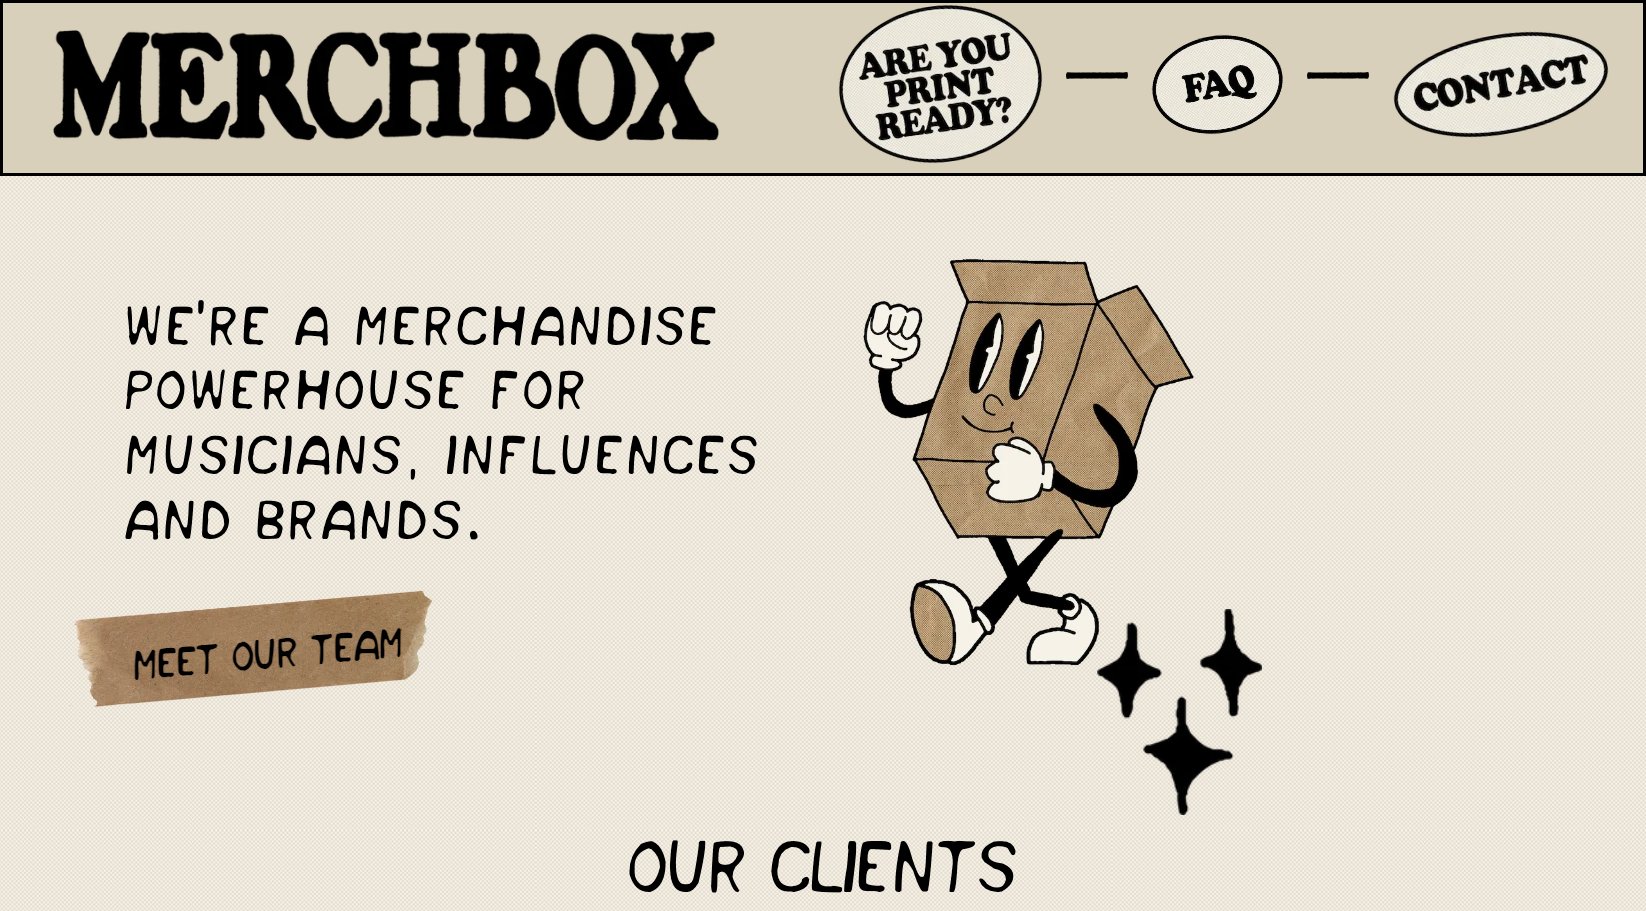 MERCHBOX
ARE YOU
PRINT
READY?
FAQ
CONTACT
WE'RE A MERCHANDISE
POWERHOUSE FOR
MUSICIANS, INFLUENCES
AND BRANDS.
MEET OUR TEAM
OUR CLIENTS